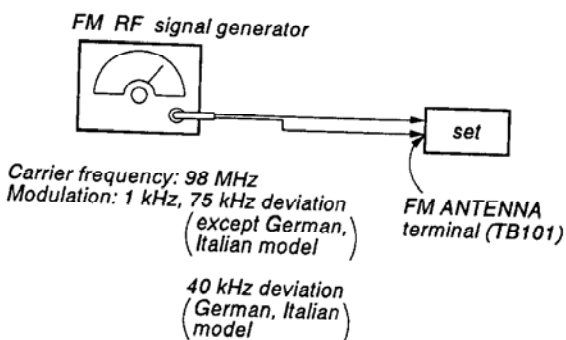 FM RF signal generator
set
Carrier frequency: 98 MHz
Modulation: 1 kHz, 75 kHz deviation
(except German,
Italian model)
FM ANTENNA
terminal (TB101)
40 kHz deviation
(German, Italian
model)